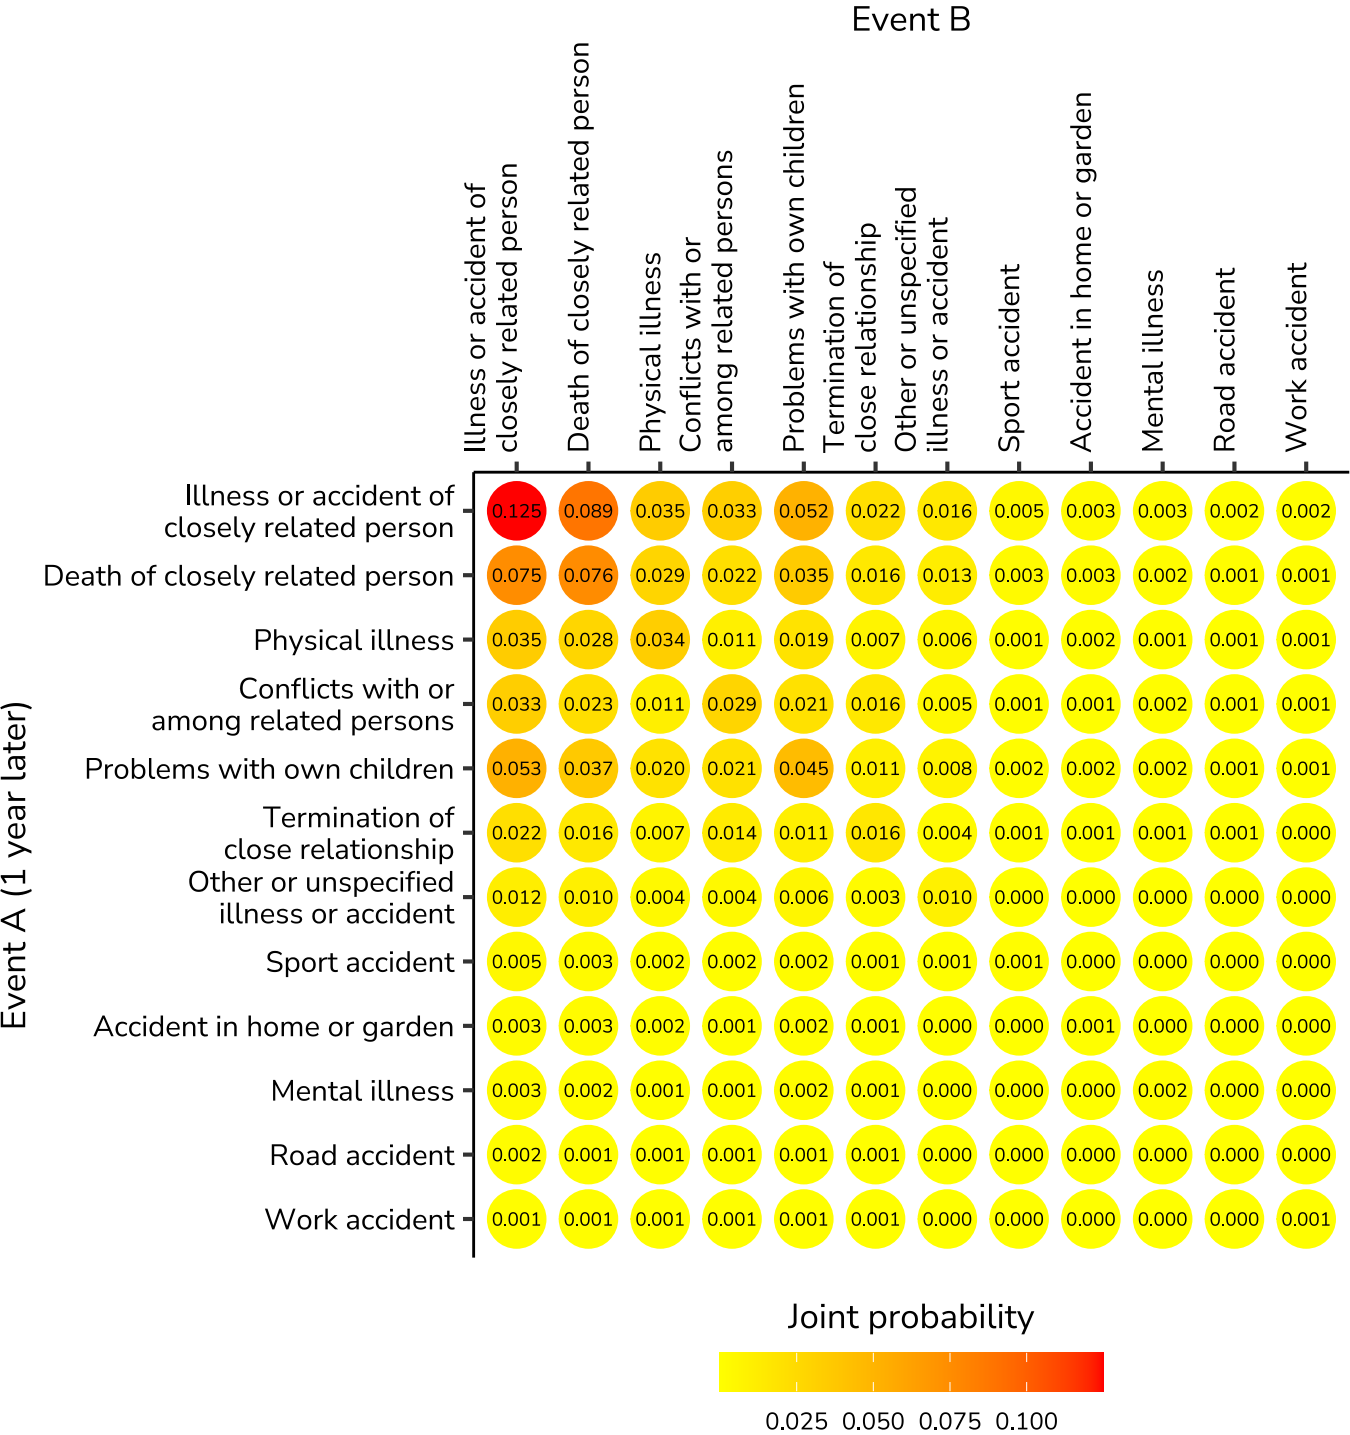 Event B
Illness or accident of
closely related person
Death of closely related person
Physical illness
Conflicts with or
among related persons
Problems with own children
Termination of
close relationship
Other or unspecified
illness or accident
Sport accident
Accident in home or garden
Mental illness
Road accident
Work accident
Event A (1 year later)
Illness or accident of
closely related person
0.125 0.089 0.035 0.033 0.052 0.022 0.016 0.005 0.003 0.003 0.002 0.002
Death of closely related person 0.075 0.076 0.029 0.022 0.035 0.016 0.013 0.003 0.003 0.002 0.001 0.001
Physical illness 0.035 0.028 0.034 0.011 0.019 0.007 0.006 0.001 0.002 0.001 0.001 0.001
Conflicts with or
among related persons
0.033 0.023 0.011 0.029 0.021 0.016 0.005 0.001 0.001 0.002 0.001 0.001
Problems with own children 0.053 0.037 0.020 0.021 0.045 0.011 0.008 0.002 0.002 0.002 0.001 0.001
Termination of
close relationship
0.022 0.016 0.007 0.014 0.011 0.016 0.004 0.001 0.001 0.001 0.001 0.000
Other or unspecified
illness or accident
0.012 0.010 0.004 0.004 0.006 0.003 0.010 0.000 0.000 0.000 0.000 0.000
Sport accident 0.005 0.003 0.002 0.002 0.002 0.001 0.001 0.001 0.000 0.000 0.000 0.000
Accident in home or garden 0.003 0.003 0.002 0.001 0.002 0.001 0.000 0.000 0.001 0.000 0.000 0.000
Mental illness 0.003 0.002 0.001 0.001 0.002 0.001 0.000 0.000 0.000 0.002 0.000 0.000
Road accident 0.002 0.001 0.001 0.001 0.001 0.001 0.000 0.000 0.000 0.000 0.000 0.000
Work accident 0.001 0.001 0.001 0.001 0.001 0.001 0.000 0.000 0.000 0.000 0.000 0.001
Joint probability
0.025 0.050 0.075 0.100